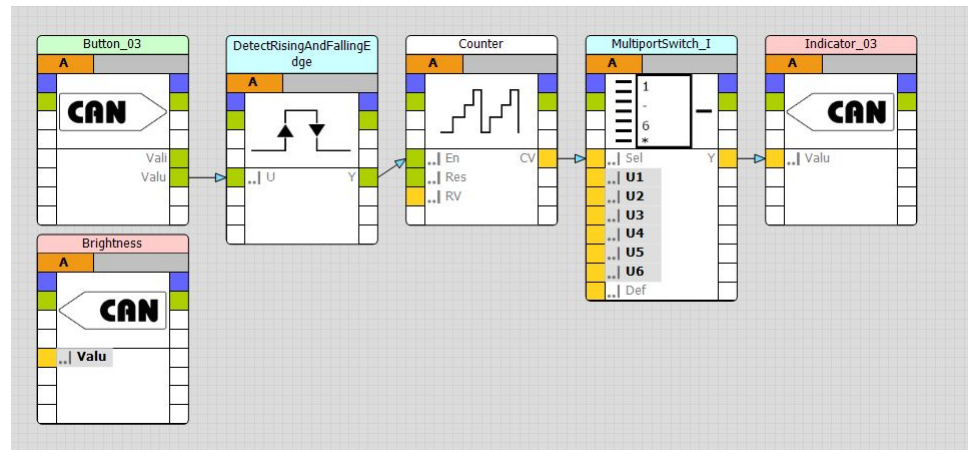 Button_03
A
CAN
Vali
Valu
DetectRisingAndFallingE
dge
A
..| U Y
Counter
A
..| En CV
..| Res
..| RV
MultiportSwitch_I
A
1
-
6
*
..| Sel Y
..| U1
..| U2
..| U3
..| U4
..| U5
..| U6
..| Def
Indicator_03
A
CAN
..| Valu
Brightness
A
CAN
..| Valu